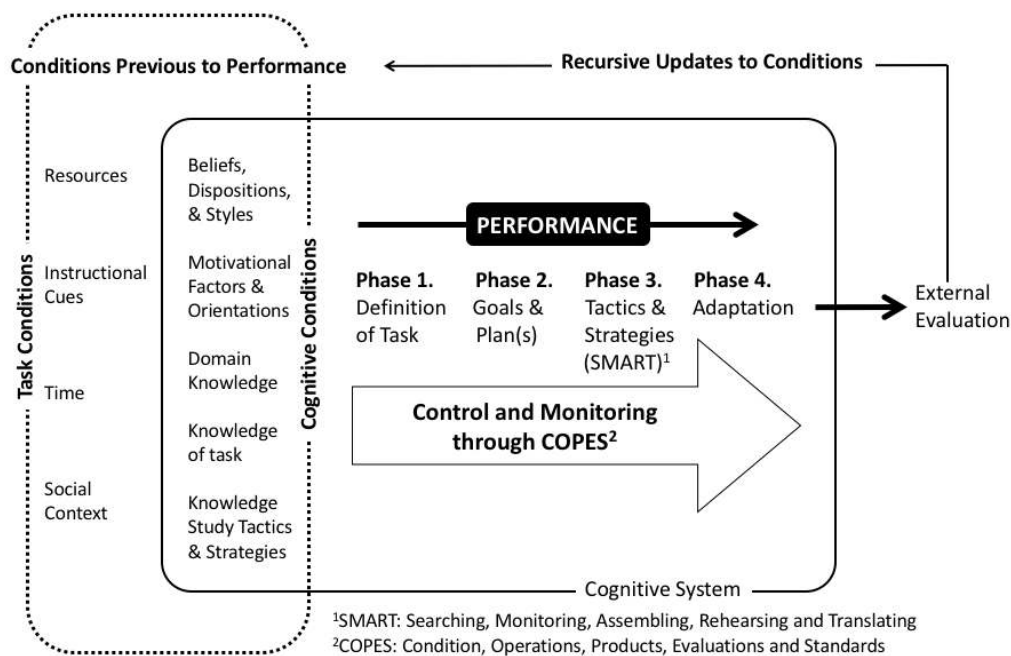 Conditions Previous to Performance
Recursive Updates to Conditions
Task Conditions
Resources
Instructional
Cues
Time
Social
Context
Beliefs,
Dispositions,
& Styles
Motivational
Factors &
Orientations
Domain
Knowledge
Knowledge
of task
Knowledge
Study Tactics
& Strategies
Cognitive Conditions
PERFORMANCE
Phase 1.
Definition
of Task
Phase 2.
Goals &
Plan(s)
Phase 3.
Tactics &
Strategies
(SMART)¹
Phase 4.
Adaptation
Control and Monitoring
through COPES²
External
Evaluation
Cognitive System
¹SMART: Searching, Monitoring, Assembling, Rehearsing and Translating
²COPES: Condition, Operations, Products, Evaluations and Standards